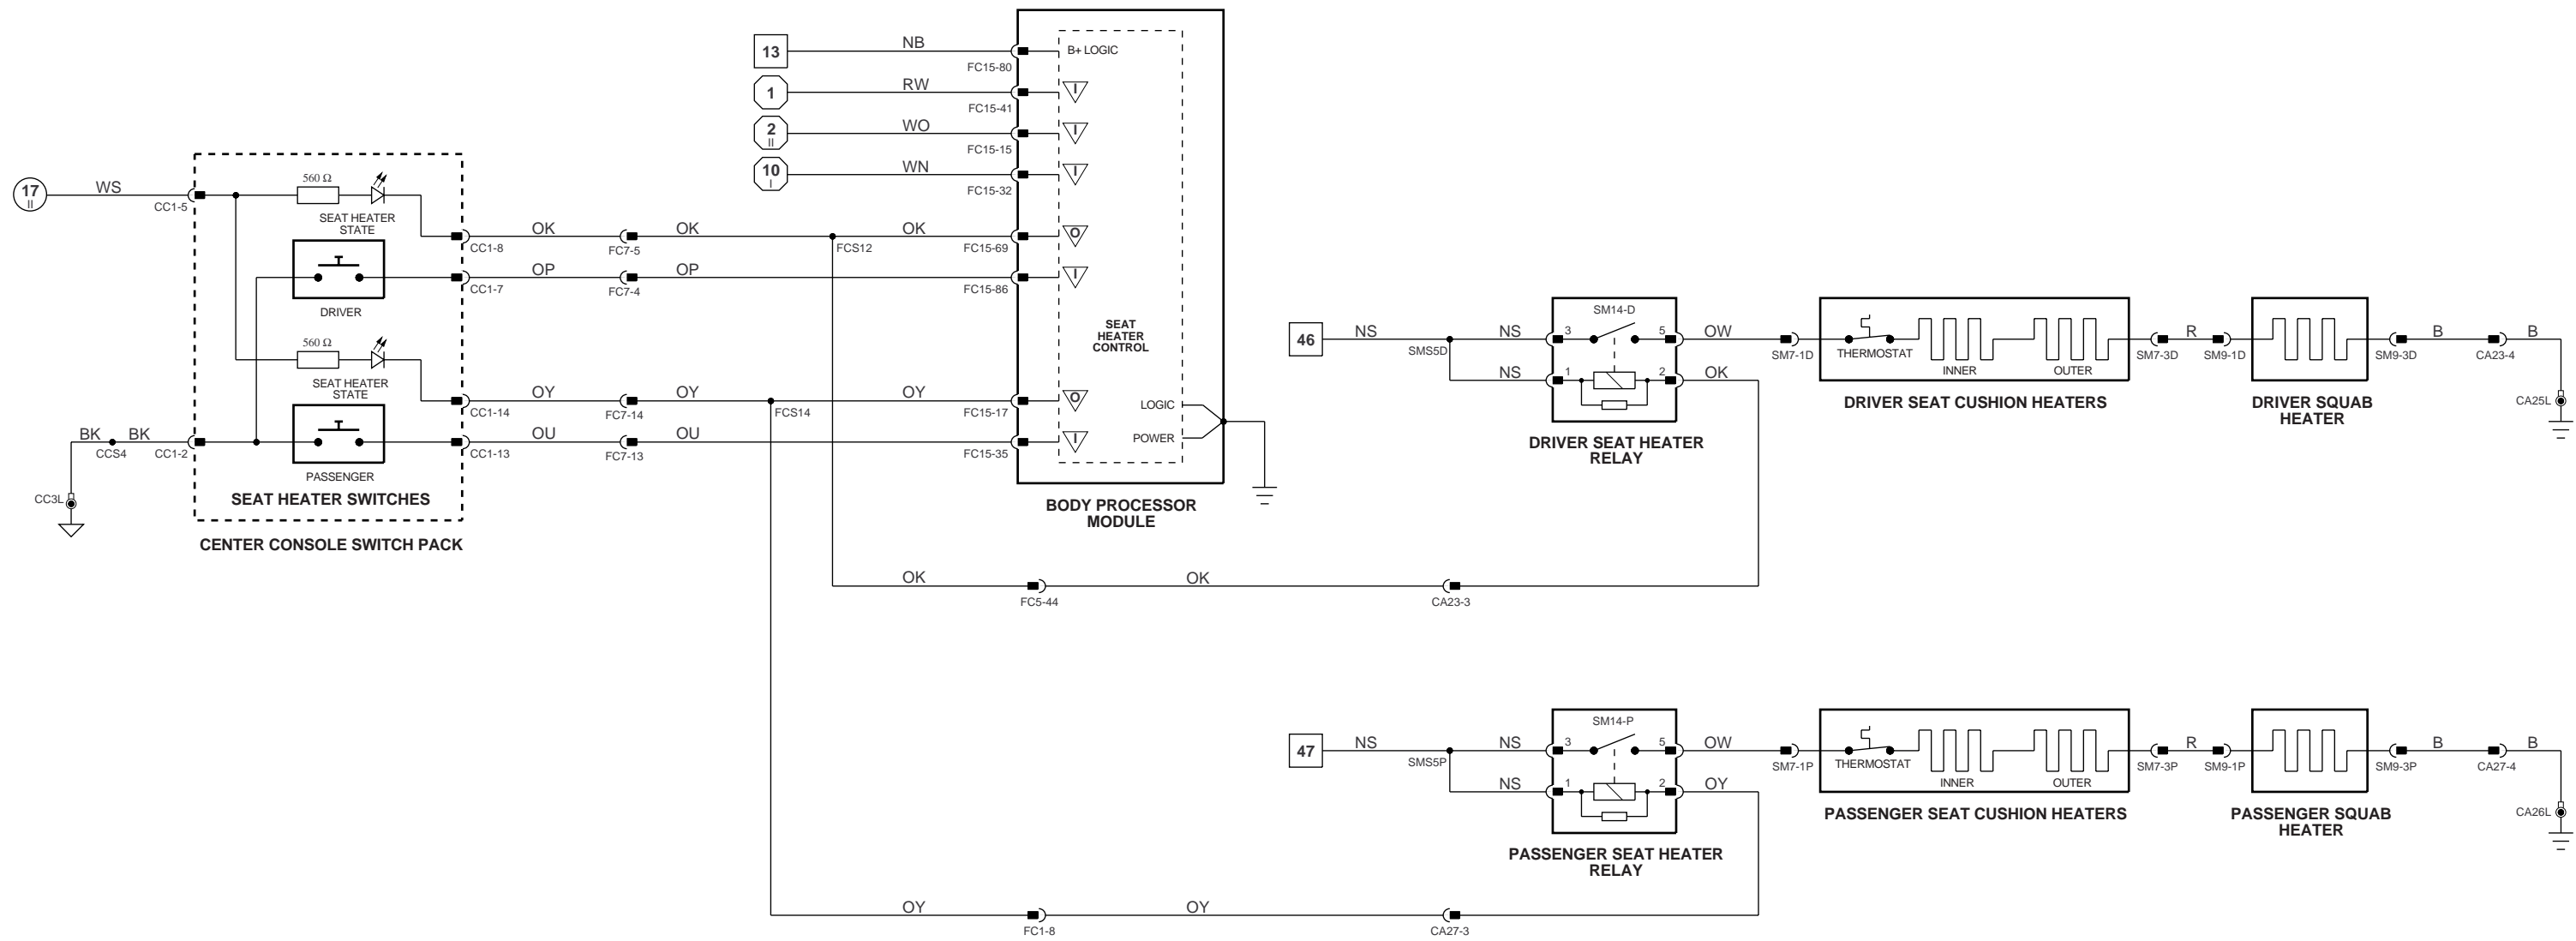 13
NB
FC15-80
B+ LOGIC
1
RW
FC15-41
I
2
II
WO
FC15-15
I
10
I
WN
FC15-32
I
17
II
WS
CC1-5
560 Ω
SEAT HEATER
STATE
CC1-8
OK
FC7-5
OK
FCS12
OK
FC15-69
O
DRIVER
CC1-7
OP
FC7-4
OP
FC15-86
I
560 Ω
SEAT HEATER
STATE
CC1-14
OY
FC7-14
OY
FCS14
OY
FC15-17
O
SEAT
HEATER
CONTROL
LOGIC
POWER
BK
CCS4
BK
CC1-2
CC3L
PASSENGER
CC1-13
OU
FC7-13
OU
FC15-35
I
SEAT HEATER SWITCHES
CENTER CONSOLE SWITCH PACK
BODY PROCESSOR
MODULE
46
NS
SMS5D
NS
NS
SM14-D
3
5
1
2
OW
OK
DRIVER SEAT HEATER
RELAY
SM7-1D
THERMOSTAT
INNER
OUTER
DRIVER SEAT CUSHION HEATERS
SM7-3D
R
SM9-1D
DRIVER SQUAB
HEATER
SM9-3D
B
CA23-4
B
CA25L
OK
FC5-44
OK
CA23-3
47
NS
SMS5P
NS
NS
SM14-P
3
5
1
2
OW
OY
PASSENGER SEAT HEATER
RELAY
SM7-1P
THERMOSTAT
INNER
OUTER
PASSENGER SEAT CUSHION HEATERS
SM7-3P
R
SM9-1P
PASSENGER SQUAB
HEATER
SM9-3P
B
CA27-4
B
CA26L
OY
FC1-8
OY
CA27-3